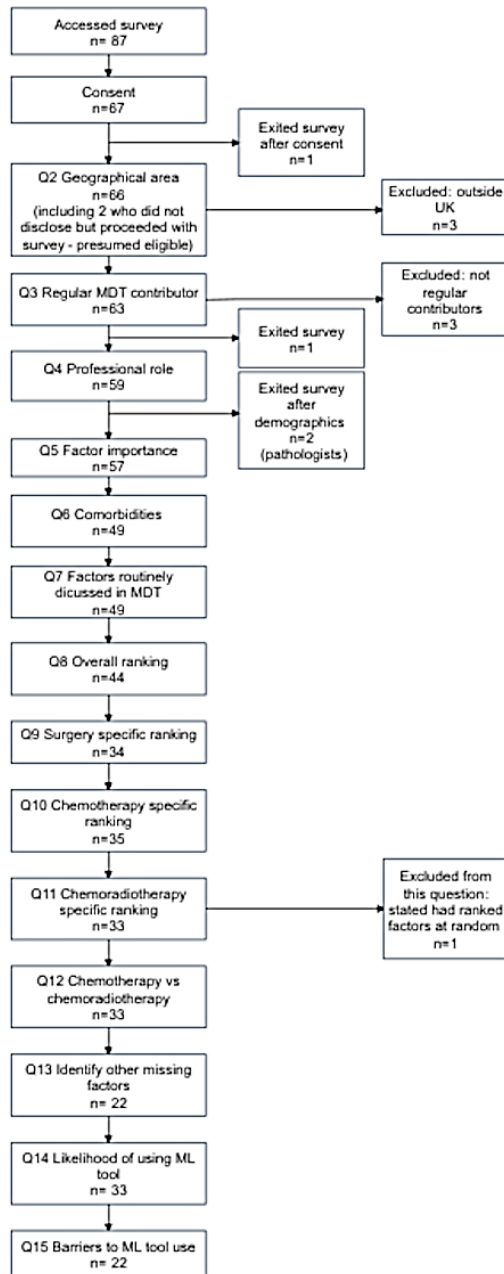 Accessed survey
n= 87
Consent
n=67
Exited survey
after consent
n=1
Q2 Geographical area
n=66
(including 2 who did not
disclose but proceeded with
survey - presumed eligible)
Excluded: outside
UK
n=3
Q3 Regular MDT contributor
n=63
Excluded: not
regular
contributors
n=3
Exited survey
n=1
Q4 Professional role
n=59
Exited survey
after
demographics
n=2
(pathologists)
Q5 Factor importance
n=57
Q6 Comorbidities
n=49
Q7 Factors routinely
dicussed in MDT
n=49
Q8 Overall ranking
n=44
Q9 Surgery specific ranking
n=34
Q10 Chemotherapy specific
ranking
n=35
Q11 Chemoradiotherapy
specific ranking
n=33
Excluded from
this question:
stated had ranked
factors at random
n=1
Q12 Chemotherapy vs
chemoradiotherapy
n=33
Q13 Identify other missing
factors
n= 22
Q14 Likelihood of using ML
tool
n= 33
Q15 Barriers to ML tool use
n= 22